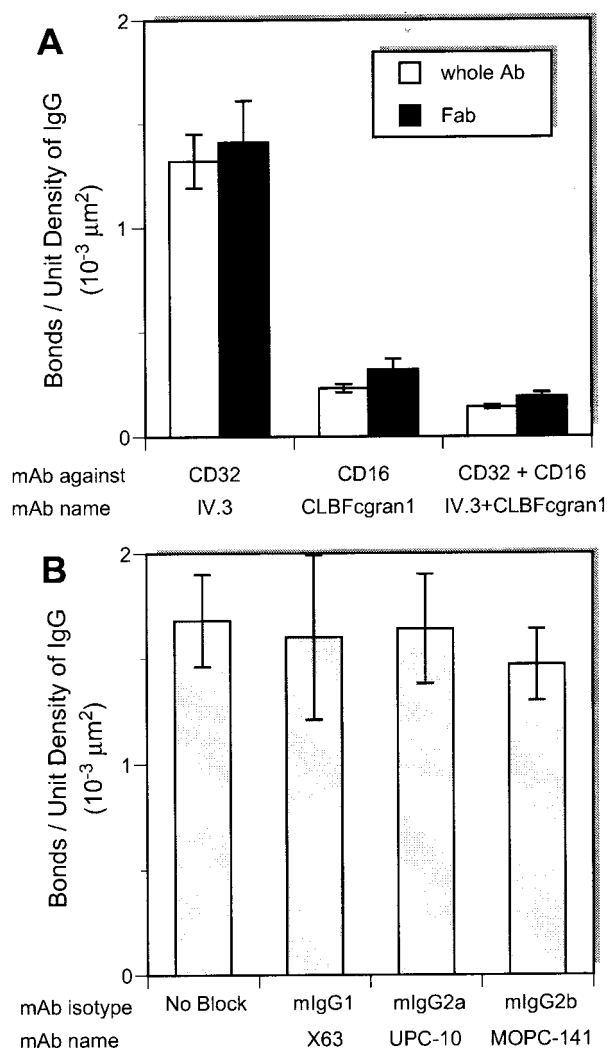 A
2
whole Ab
Fab
1
Bonds / Unit Density of IgG
(10⁻³ μm²)
0
mAb against CD32 CD16 CD32 + CD16
mAb name IV.3 CLBFcgran1 IV.3+CLBFcgran1
B
2
Bonds / Unit Density of IgG
(10⁻³ μm²)
1
0
mAb isotype No Block mIgG1 mIgG2a mIgG2b
mAb name X63 UPC-10 MOPC-141